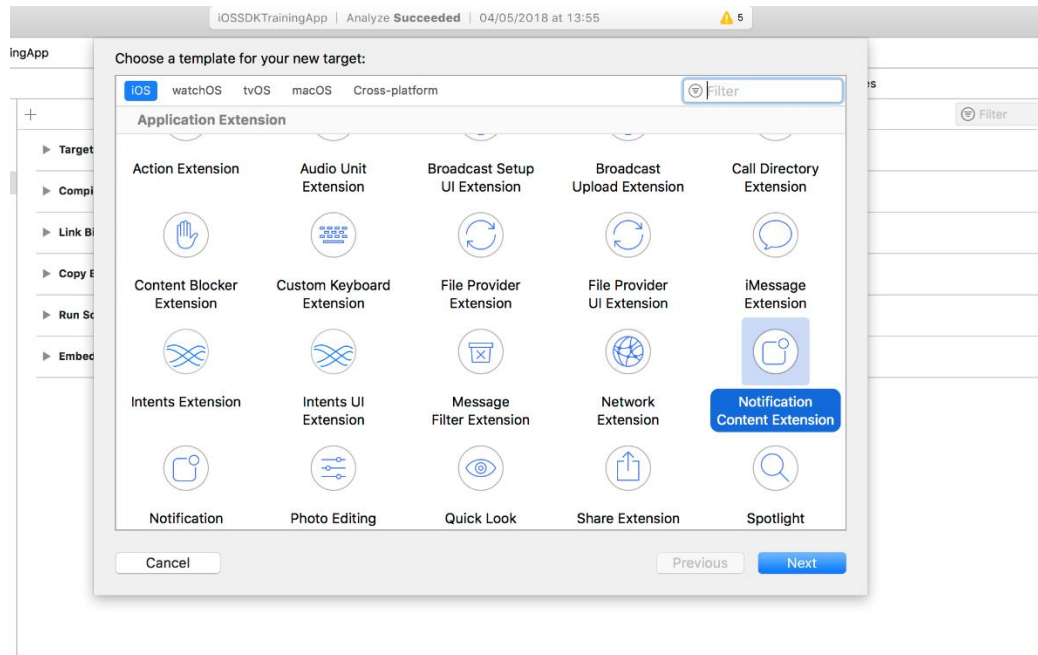 iOSSDKTrainingApp | Analyze Succeeded | 04/05/2018 at 13:55
5
ingApp
Choose a template for your new target:
es
iOS watchOS tvOS macOS Cross-platform
Filter
+
Filter
Application Extension
Target
Action Extension
Audio Unit
Extension
Broadcast Setup
UI Extension
Broadcast
Upload Extension
Call Directory
Extension
Compi
Link Bi
Copy B
Run Sc
Embed
Content Blocker
Extension
Custom Keyboard
Extension
File Provider
Extension
File Provider
UI Extension
iMessage
Extension
Intents Extension
Intents UI
Extension
Message
Filter Extension
Network
Extension
Notification
Content Extension
Notification
Photo Editing
Quick Look
Share Extension
Spotlight
Cancel
Previous
Next